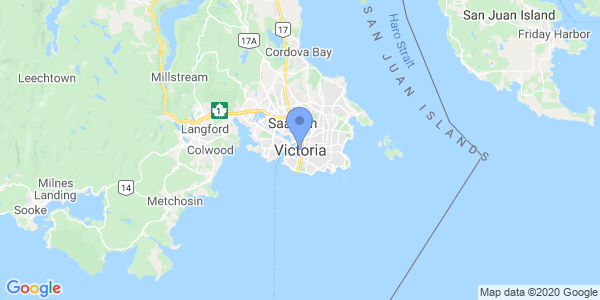 San Juan Island
Friday Harbor
Haro Strait
SAN JUAN ISLANDS
17
17A
Cordova Bay
Leechtown
Millstream
1
Langford
Colwood
Victoria
14
Milnes
Landing
Sooke
Metchosin
Google
Map data ©2020 Google